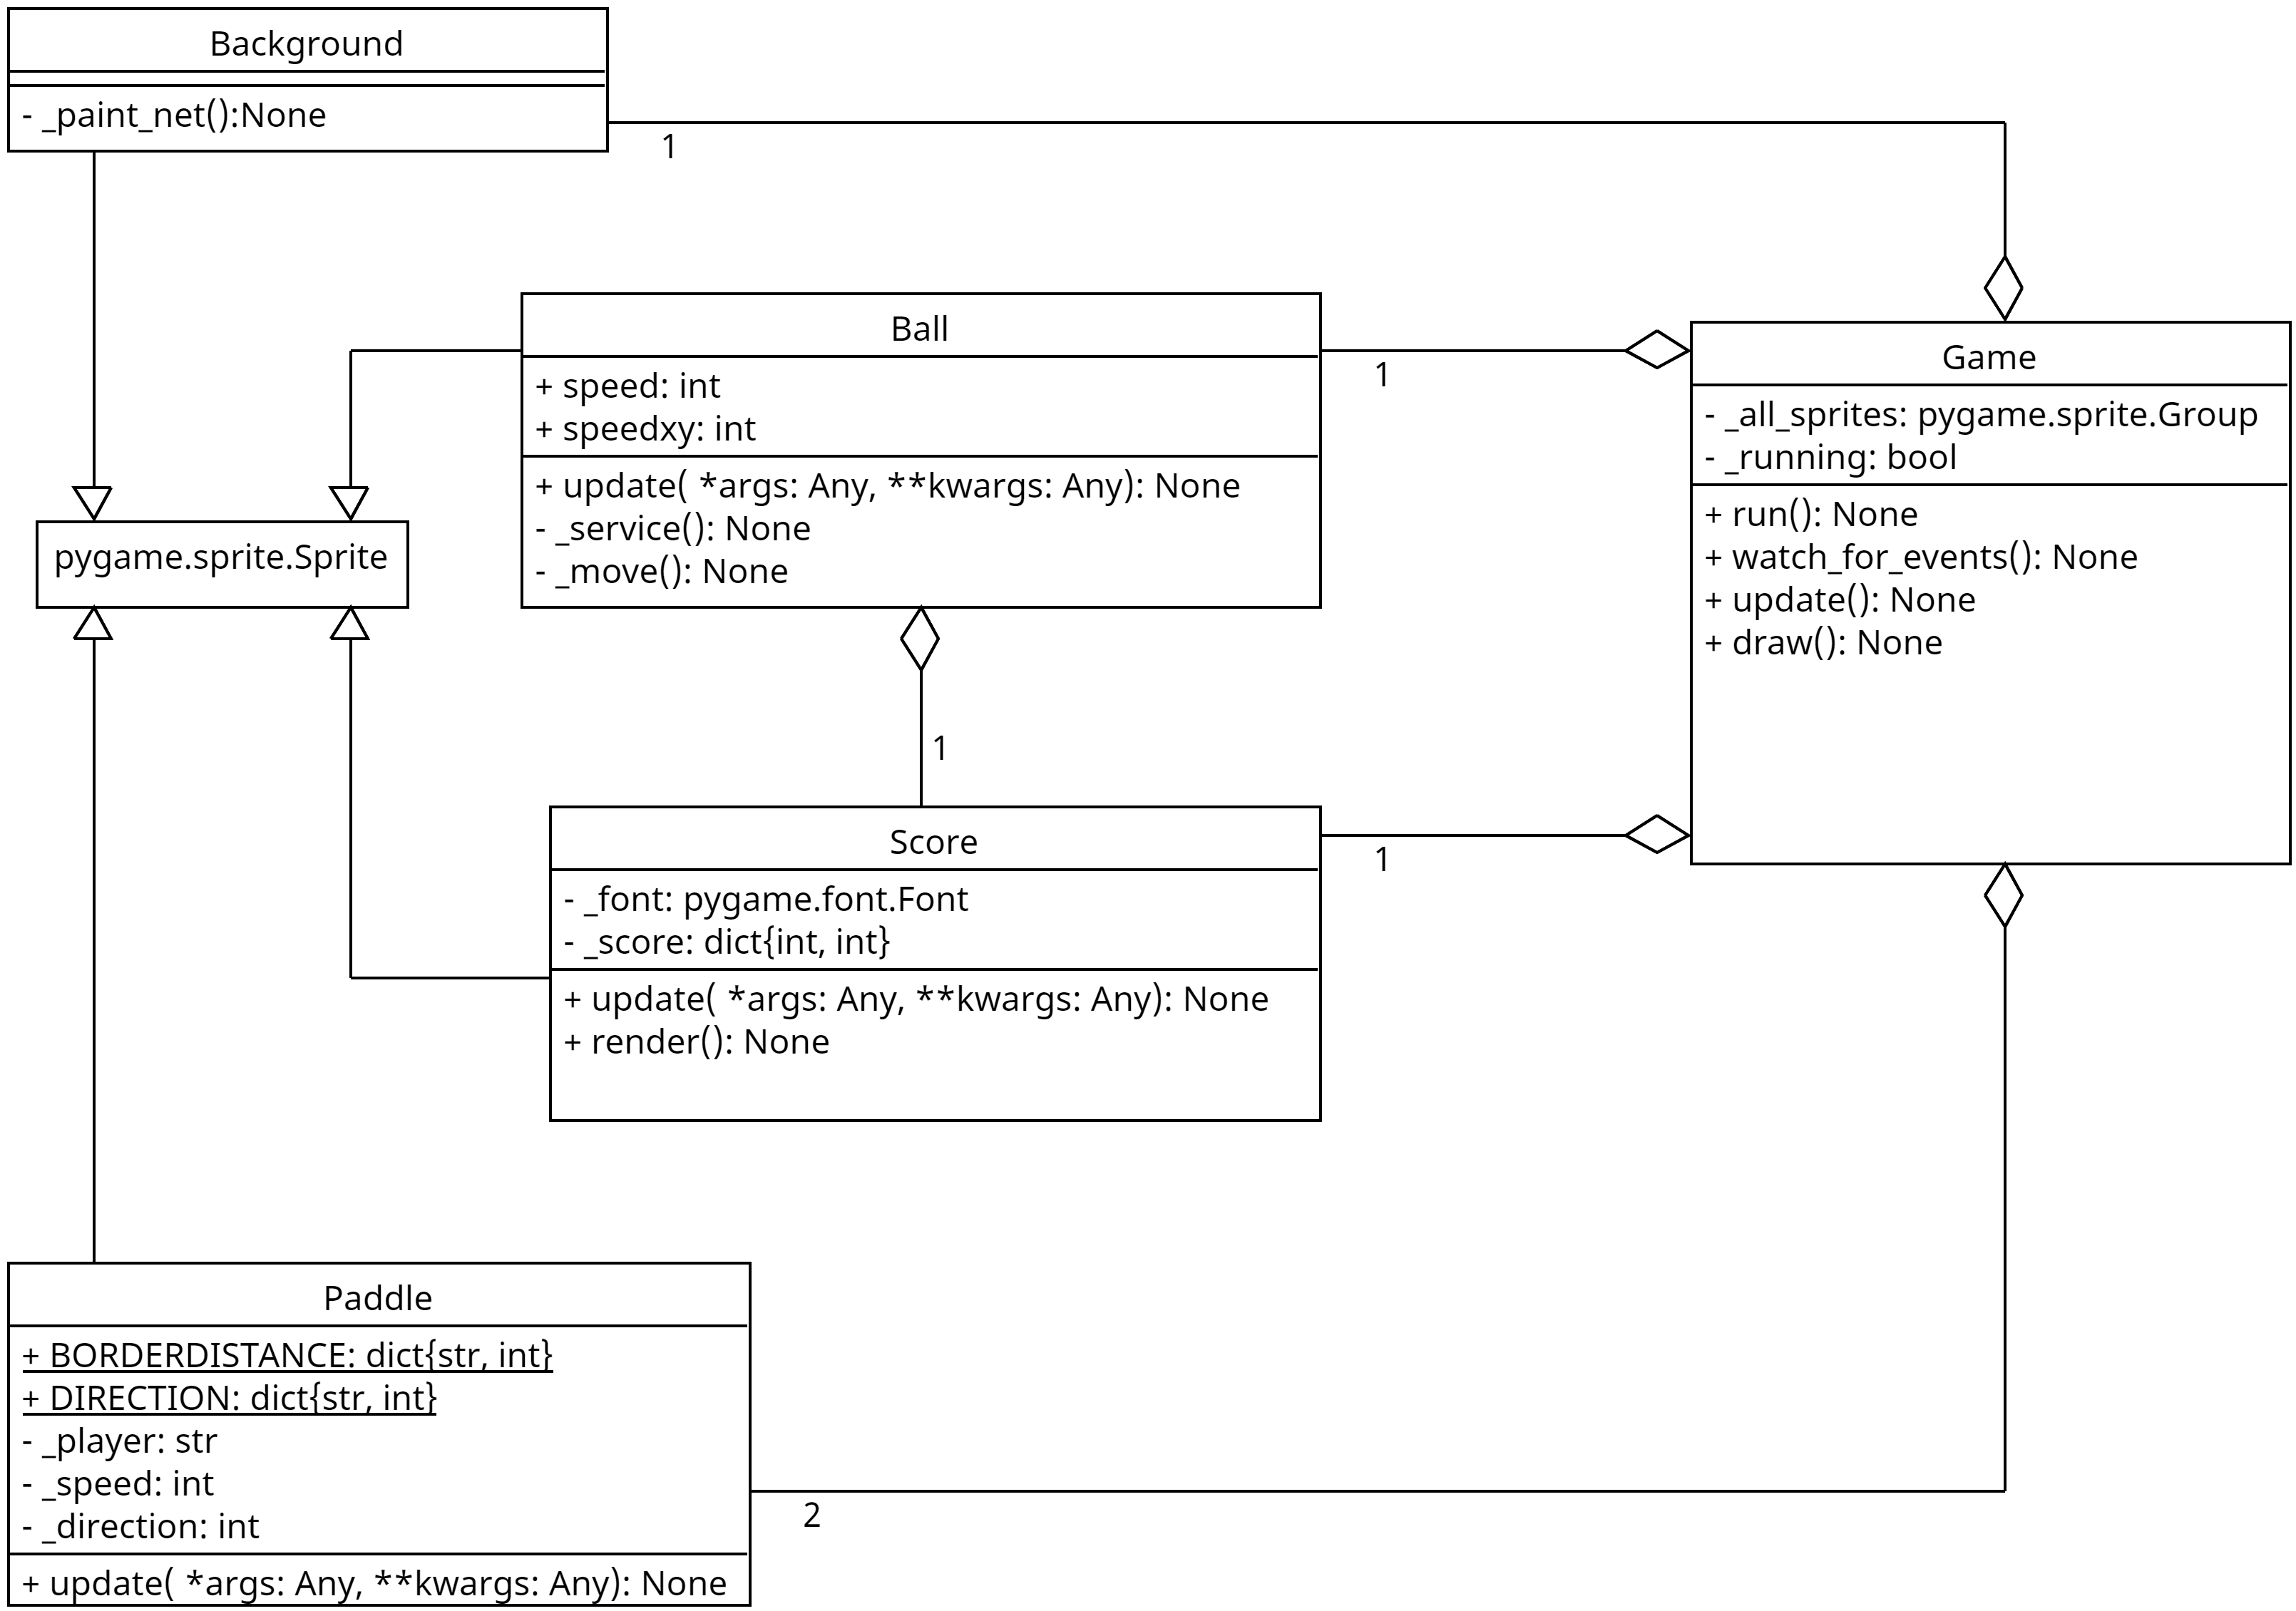 Background
- _paint_net():None
1
Ball
+ speed: int
+ speedxy: int
+ update( *args: Any, **kwargs: Any): None
- _service(): None
- _move(): None
1
Game
- _all_sprites: pygame.sprite.Group
- _running: bool
+ run(): None
+ watch_for_events(): None
+ update(): None
+ draw(): None
pygame.sprite.Sprite
1
Score
- _font: pygame.font.Font
- _score: dict{int, int}
+ update( *args: Any, **kwargs: Any): None
+ render(): None
1
Paddle
+ BORDERDISTANCE: dict{str, int}
+ DIRECTION: dict{str, int}
- _player: str
- _speed: int
- _direction: int
+ update( *args: Any, **kwargs: Any): None
2